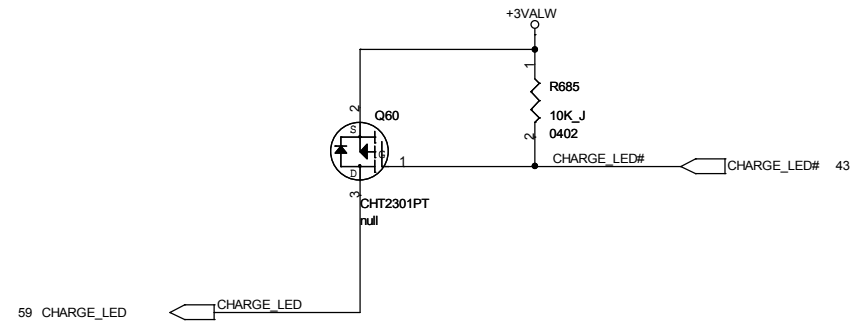 +3VALW
1
R685
10K_J
0402
2
2
Q60
S
G
D
1
3
CHT2301PT
null
CHARGE_LED#
CHARGE_LED# 43
59 CHARGE_LED
CHARGE_LED